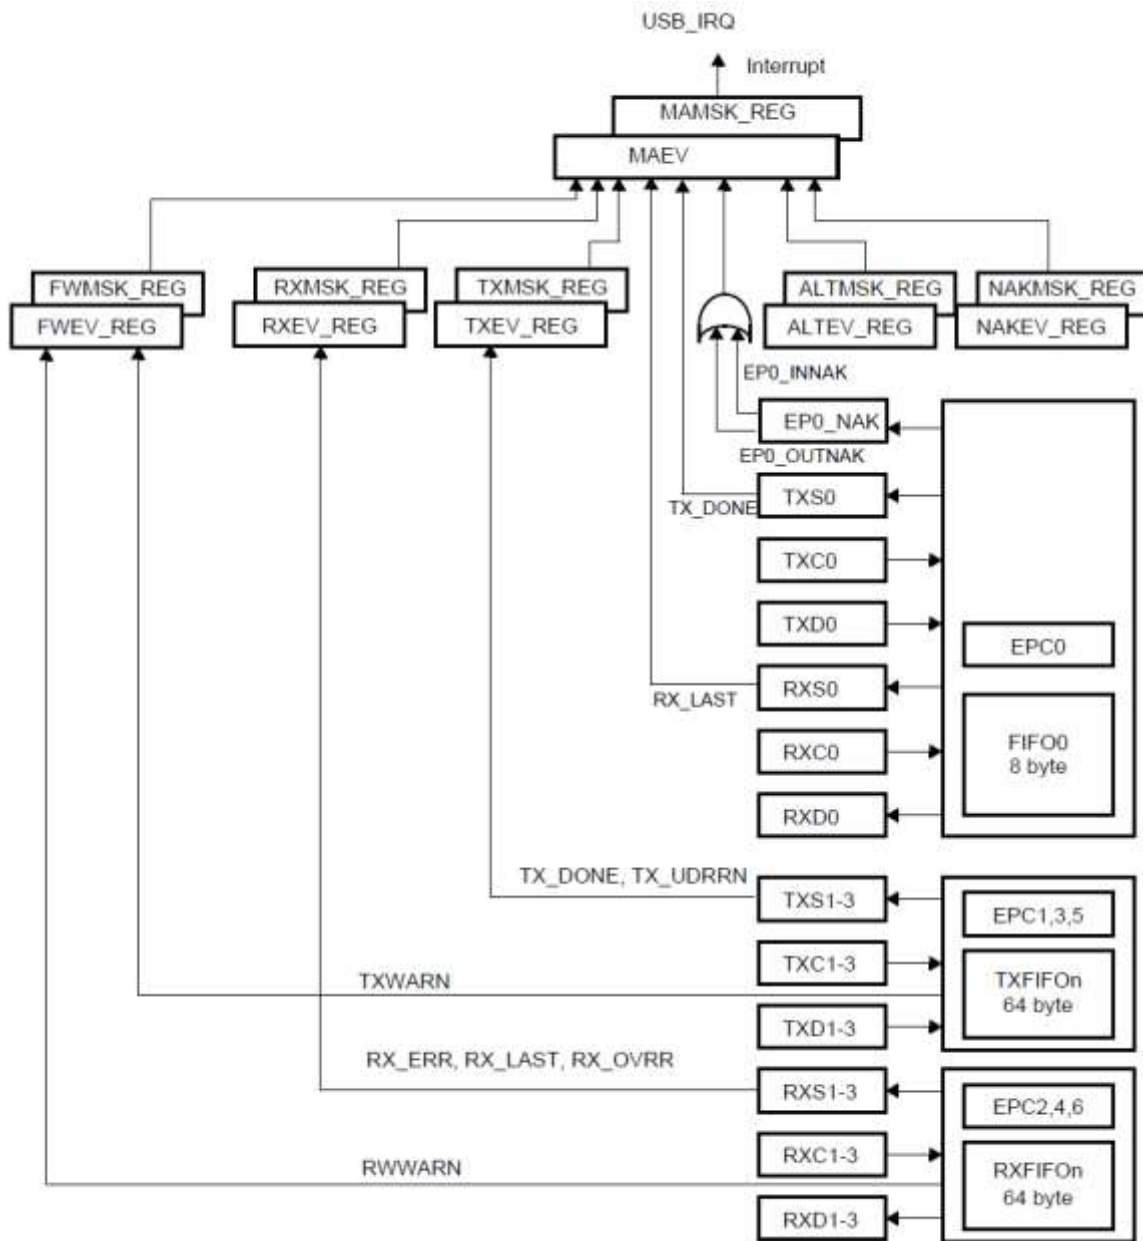 USB_IRQ
Interrupt
MAMSK_REG
MAEV
FWMSK_REG
RXMSK_REG
TXMSK_REG
ALTMSK_REG
NAKMSK_REG
FWEV_REG
RXEV_REG
TXEV_REG
ALTEV_REG
NAKEV_REG
EP0_INNAK
EP0_NAK
EP0_OUTNAK
TXS0
TX_DONE
TXC0
TXD0
EPC0
RXS0
RX_LAST
FIFO0
8 byte
RXC0
RXD0
TX_DONE, TX_UDRRN
TXS1-3
EPC1,3,5
TXC1-3
TXFIFOn
64 byte
TXWARN
TXD1-3
RX_ERR, RX_LAST, RX_OVRR
RXS1-3
EPC2,4,6
RXC1-3
RXFIFOn
64 byte
RWWARN
RXD1-3